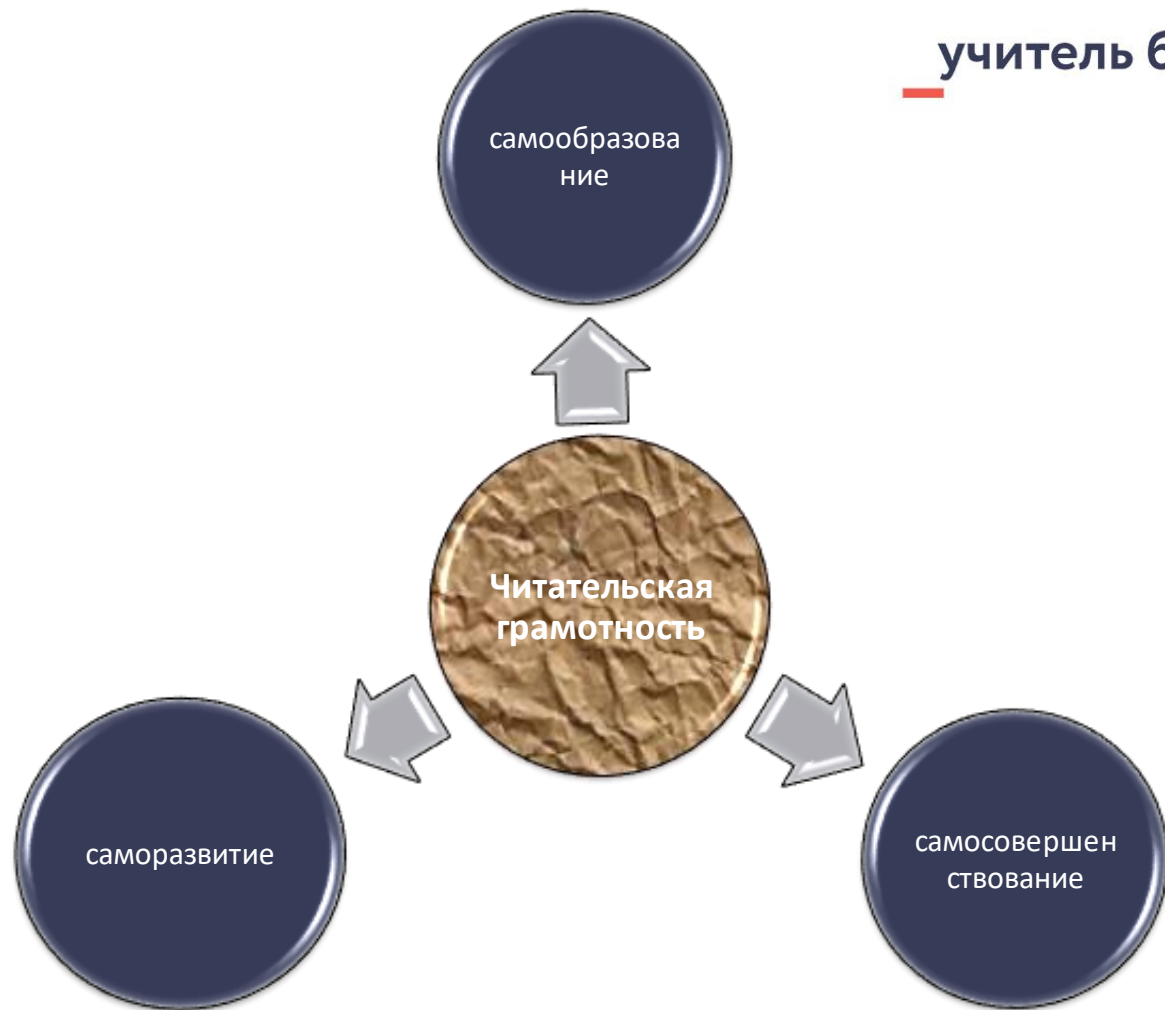 учитель б
самообразова
ние
Читательская
грамотность
саморазвитие
самосовершен
ствование